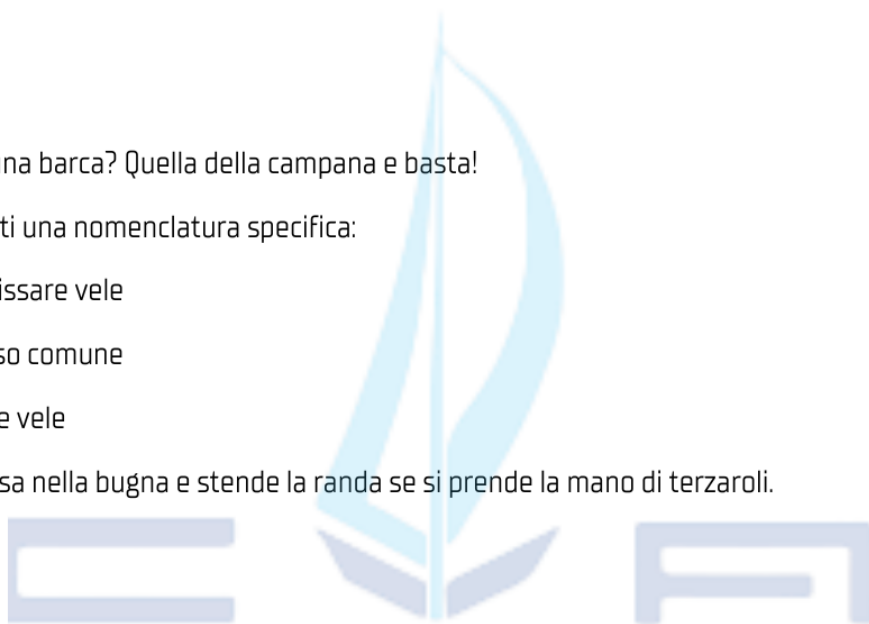 una barca? Quella della campana e basta!
ti una nomenclatura specifica:
issare vele
so comune
e vele
sa nella bugna e stende la randa se si prende la mano di terzaroli.